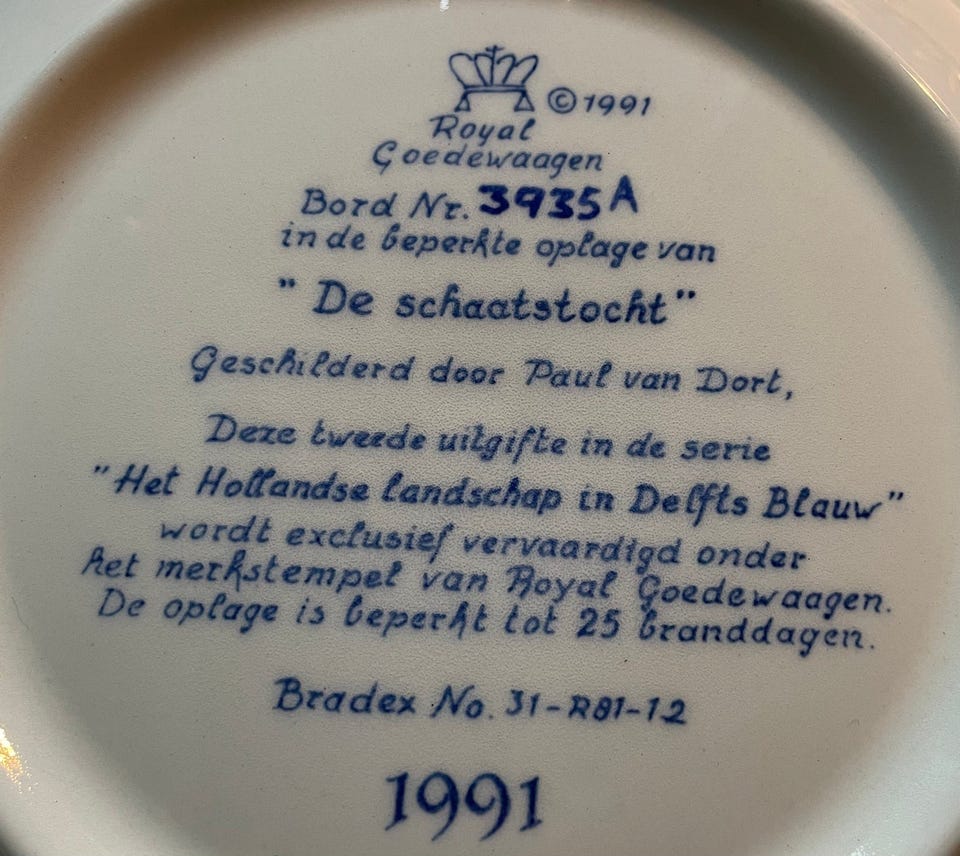 ©1991
Royal
Goedewaagen
Bord Nr. 3935A
in de beperkte oplage van
"De schaatstocht"
Geschilderd door Paul van Dort,
Deze tweede uitgifte in de serie
"Het Hollandse landschap in Delfts Blauw"
wordt exclusief vervaardigd onder
het merkstempel van Royal Goedewaagen.
De oplage is beperkt tot 25 branddagen.
Bradex No. 31-R81-1.2
1991